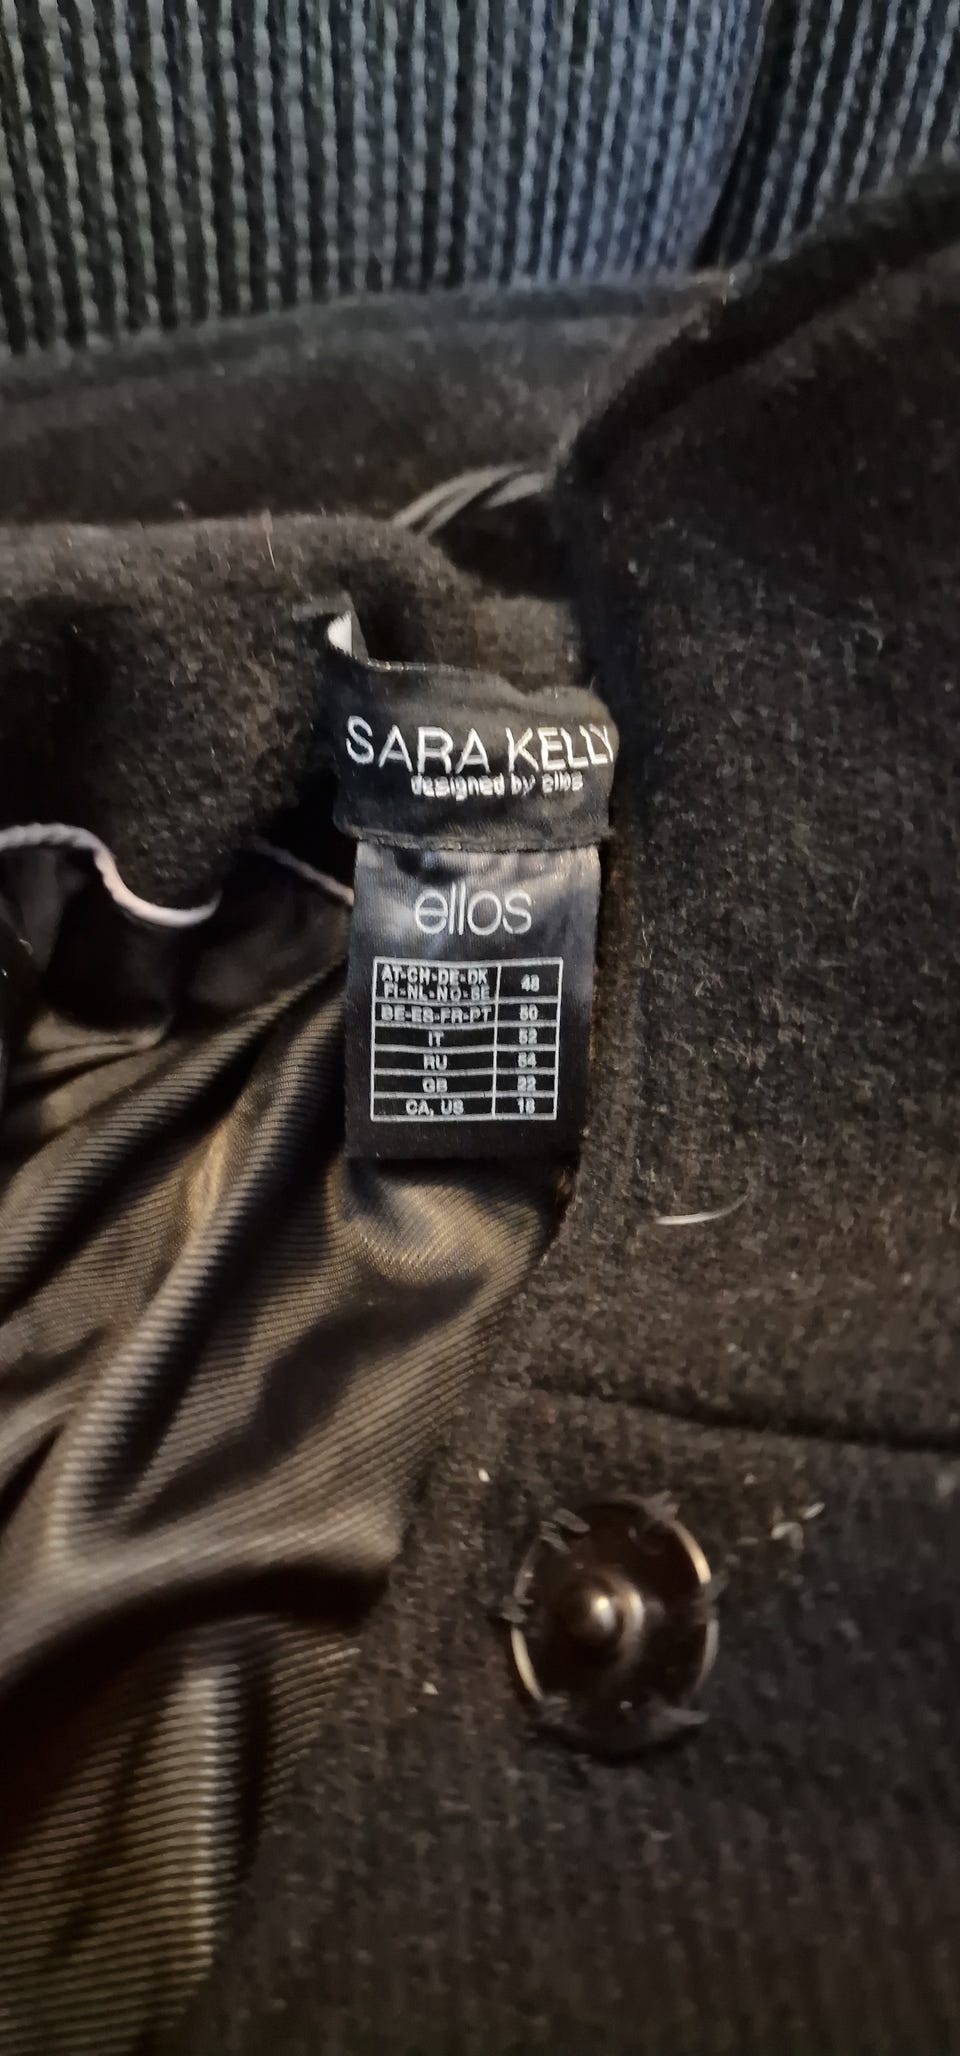 SARA KELLY
designed by ellos
ellos
AT-CH-DE-DK
FI-NL-NO-SE 48
BE-ES-FR-PT 50
IT 52
RU 54
GB 22
CA, US 18